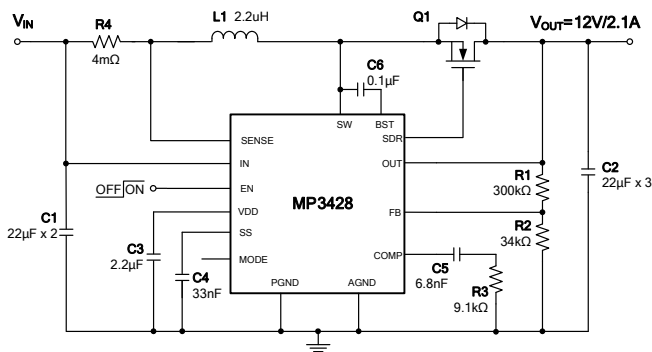 VIN
R4
4mΩ
L1 2.2uH
Q1
VOUT=12V/2.1A
C6
0.1µF
SW
BST
SDR
SENSE
IN
OUT
OFF ON
EN
MP3428
VDD
FB
SS
MODE
COMP
PGND
AGND
R1
300kΩ
C2
22µF x 3
R2
34kΩ
C1
22µF x 2
C3
2.2µF
C4
33nF
C5
6.8nF
R3
9.1kΩ